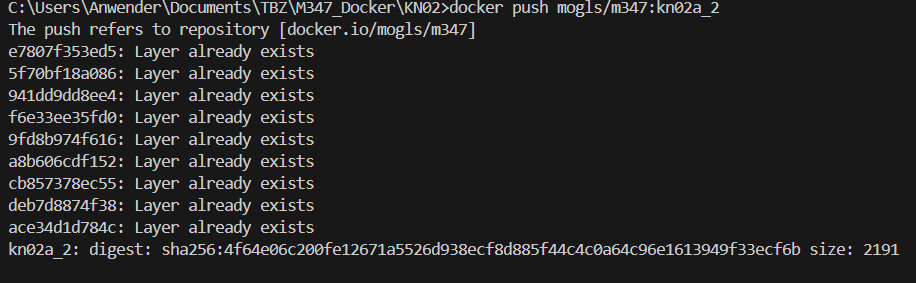 C:\Users\Anwender\Documents\TBZ\M347_Docker\KN02>docker push mogls/m347:kn02a_2
The push refers to repository [docker.io/mogls/m347]
e7807f353ed5: Layer already exists
5f70bf18a086: Layer already exists
941dd9dd8ee4: Layer already exists
f6e33ee35fd0: Layer already exists
9fd8b974f616: Layer already exists
a8b606cdf152: Layer already exists
cb857378ec55: Layer already exists
deb7d8874f38: Layer already exists
ace34d1d784c: Layer already exists
kn02a_2: digest: sha256:4f64e06c200fe12671a5526d938ecf8d885f44c4c0a64c96e1613949f33ecf6b size: 2191